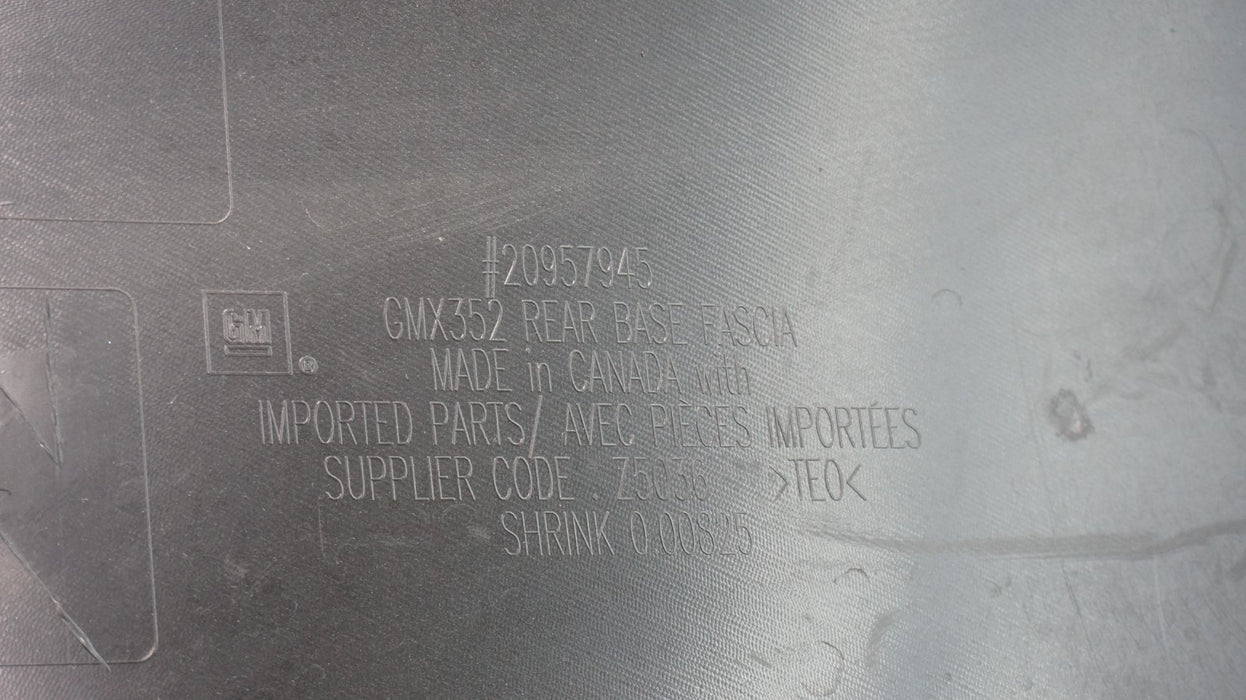 #20957945
GMX352 REAR BASE FASCIA
GM ®
MADE in CANADA with
IMPORTED PARTS/ AVEC PIÈCES IMPORTÉES
SUPPLIER CODE . Z5036 >TEO<
SHRINK 0.00825